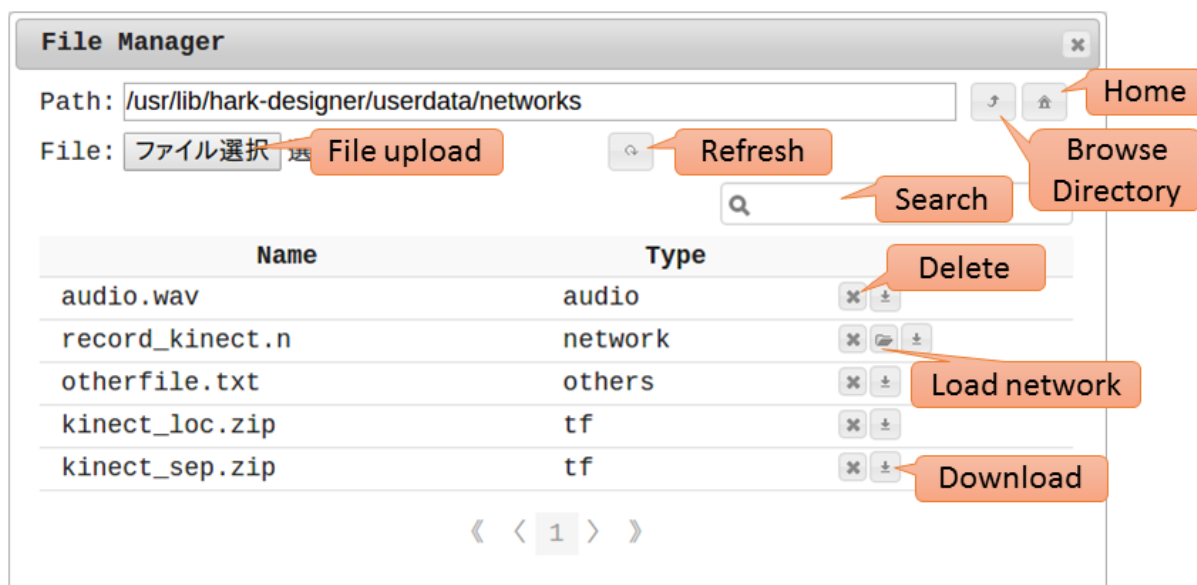 File Manager
Path: /usr/lib/hark-designer/userdata/networks
Home
File: ファイル選択 選
File upload
Refresh
Browse
Directory
Search
Name Type
Delete
audio.wav audio
record_kinect.n network
otherfile.txt others
Load network
kinect_loc.zip tf
kinect_sep.zip tf
Download
《 〈 1 〉 》